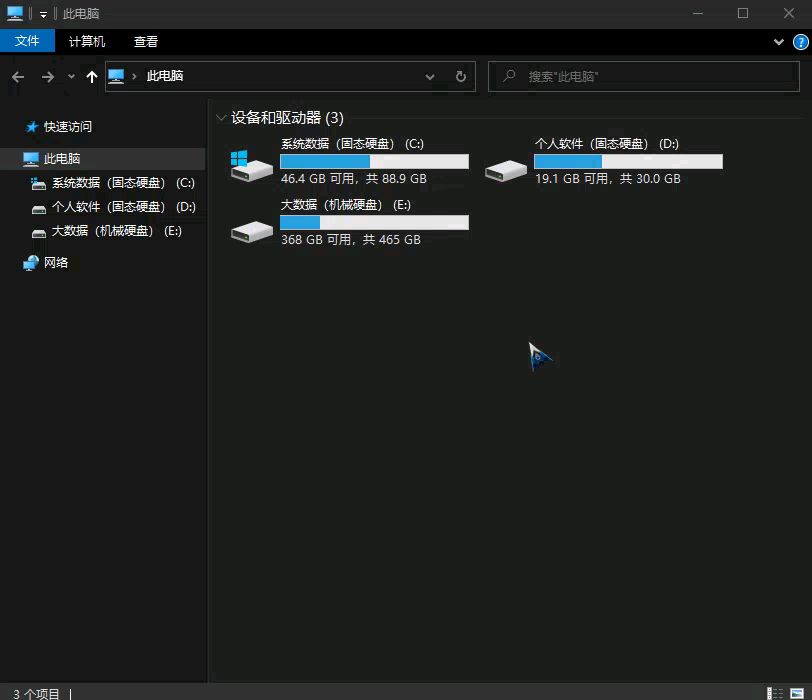 此电脑
文件 计算机 查看
此电脑 搜索"此电脑"
快速访问
此电脑
系统数据（固态硬盘） (C:)
个人软件（固态硬盘） (D:)
大数据（机械硬盘） (E:)
网络
设备和驱动器 (3)
系统数据（固态硬盘） (C:)
46.4 GB 可用，共 88.9 GB
个人软件（固态硬盘） (D:)
19.1 GB 可用，共 30.0 GB
大数据（机械硬盘） (E:)
368 GB 可用，共 465 GB
3 个项目